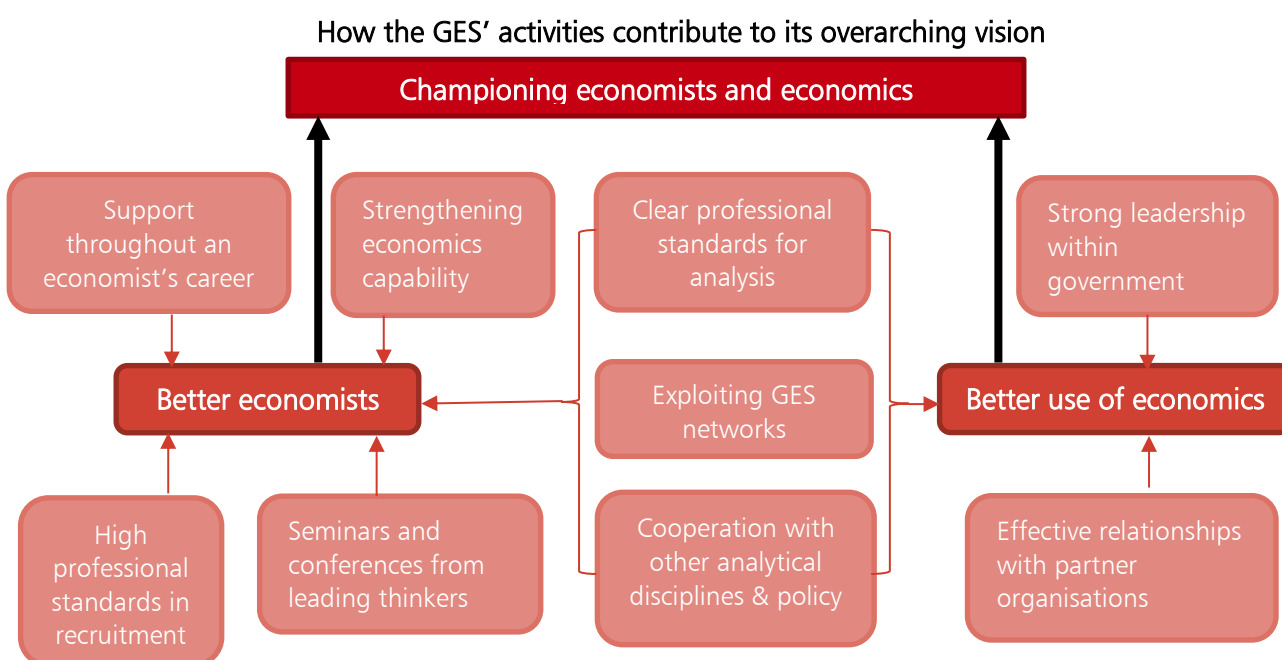 How the GES’ activities contribute to its overarching vision
Championing economists and economics
Support
throughout an
economist’s career
Strengthening
economics
capability
Clear professional
standards for
analysis
Strong leadership
within
government
Better economists
Exploiting GES
networks
Better use of economics
High
professional
standards in
recruitment
Seminars and
conferences from
leading thinkers
Cooperation with
other analytical
disciplines & policy
Effective relationships
with partner
organisations